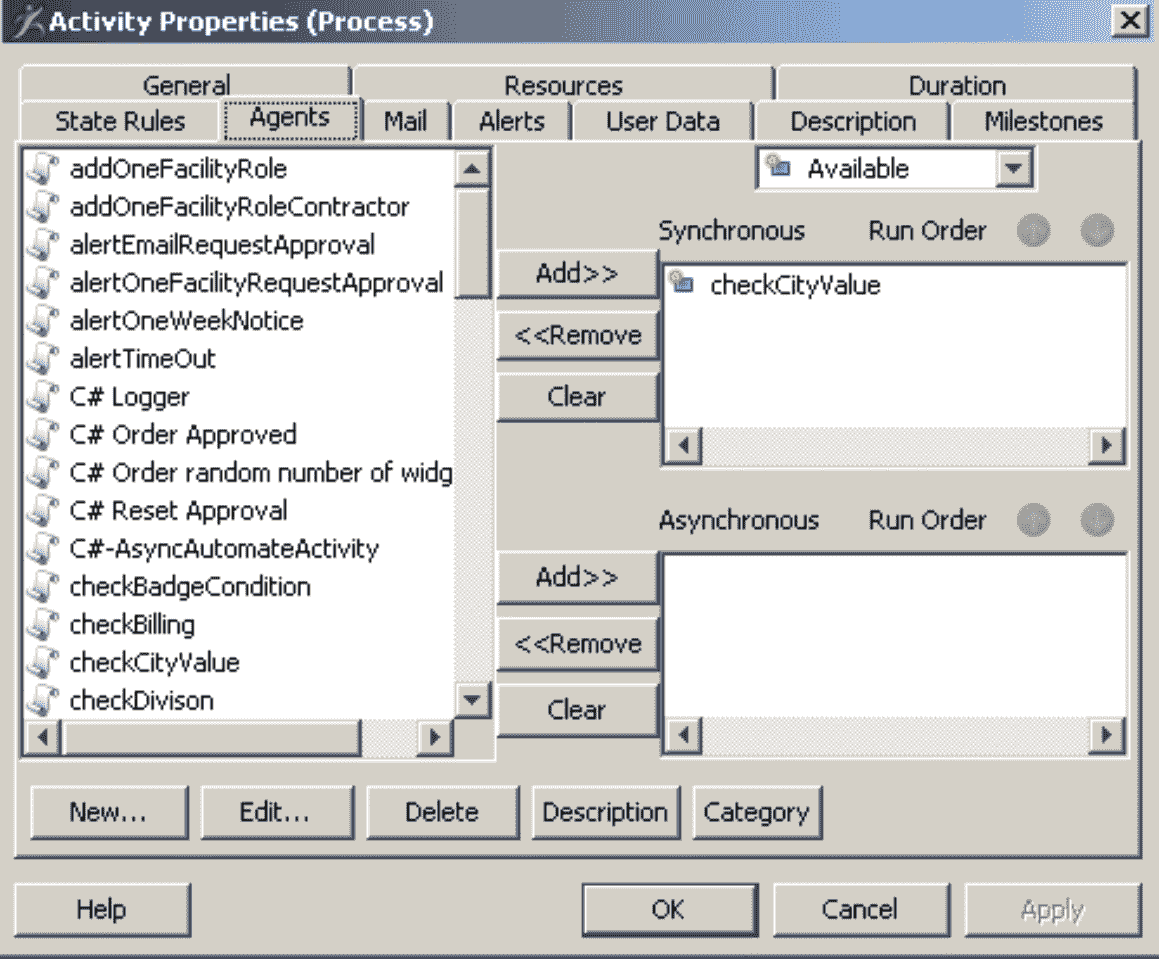 Activity Properties (Process)
General Resources Duration
State Rules Agents Mail Alerts User Data Description Milestones
addOneFacilityRole
addOneFacilityRoleContractor
alertEmailRequestApproval
alertOneFacilityRequestApproval
alertOneWeekNotice
alertTimeOut
C# Logger
C# Order Approved
C# Order random number of widg
C# Reset Approval
C#-AsyncAutomateActivity
checkBadgeCondition
checkBilling
checkCityValue
checkDivison
Available
Synchronous Run Order
Add>>
<<Remove
Clear
checkCityValue
Asynchronous Run Order
Add>>
<<Remove
Clear
New... Edit... Delete Description Category
Help OK Cancel Apply